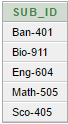 SUB_ID
Ban-401
Bio-911
Eng-604
Math-505
Sco-405